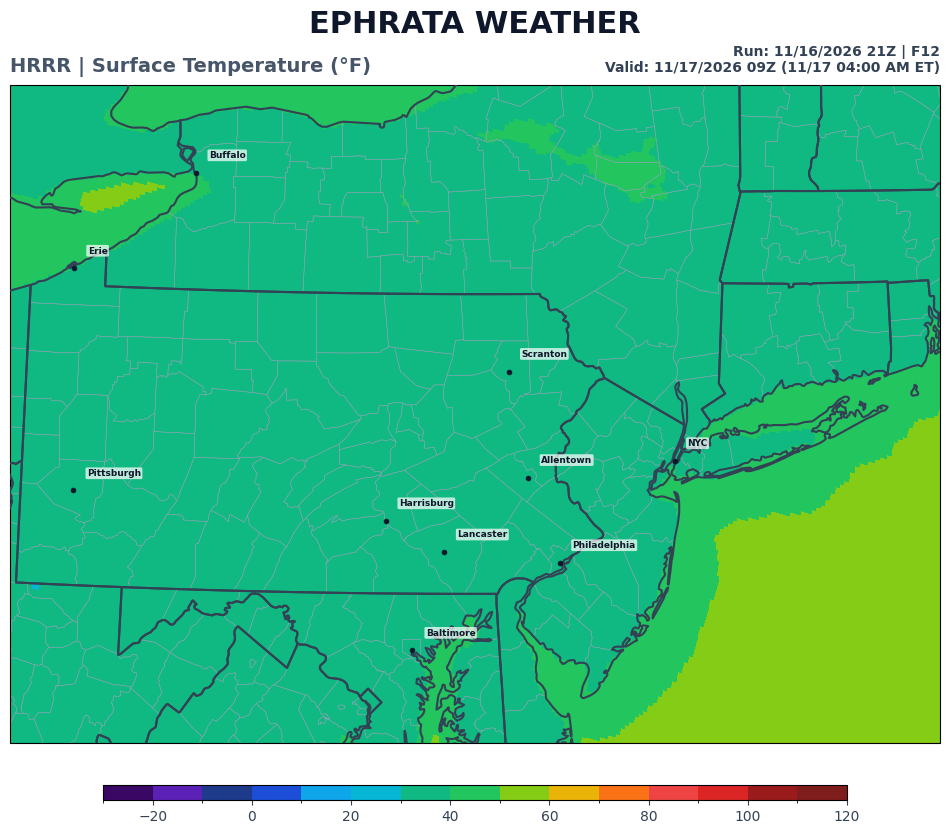 EPHRATA WEATHER
HRRR | Surface Temperature (°F)
Run: 11/16/2026 21Z | F12
Valid: 11/17/2026 09Z (11/17 04:00 AM ET)
Buffalo
Erie
Scranton
NYC
Allentown
Pittsburgh
Harrisburg
Lancaster
Philadelphia
Baltimore
−20 0 20 40 60 80 100 120